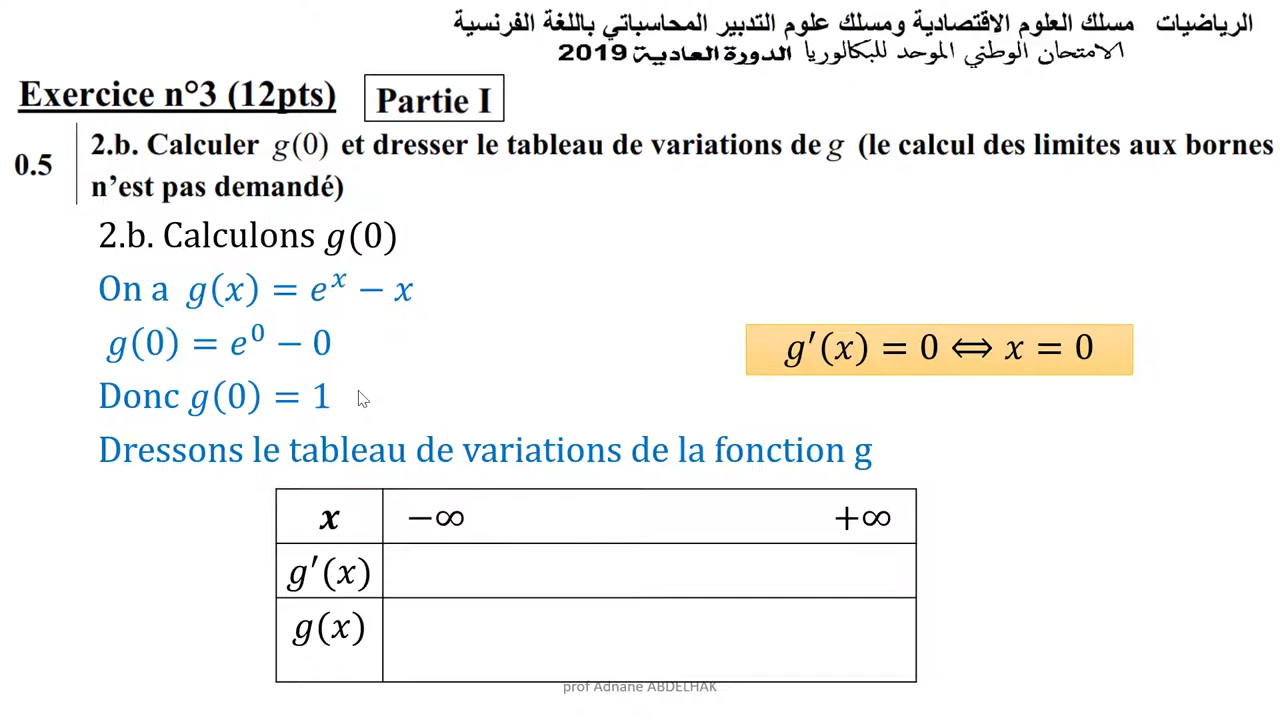 الرياضيات مسلك العلوم الاقتصادية ومسلك علوم التدبير المحاسباتي باللغة الفرنسية
الامتحان الوطني الموحد للبكالوريا الدورة العادية 2019
Exercice n°3 (12pts) Partie I
0.5 2.b. Calculer g(0) et dresser le tableau de variations de g (le calcul des limites aux bornes
n’est pas demandé)
2.b. Calculons g(0)
On a g(x) = eˣ − x
g(0) = e⁰ − 0
g′(x) = 0 ⟺ x = 0
Donc g(0) = 1
Dressons le tableau de variations de la fonction g
x −∞ +∞
g′(x)
g(x)
prof Adnane ABDELHAK